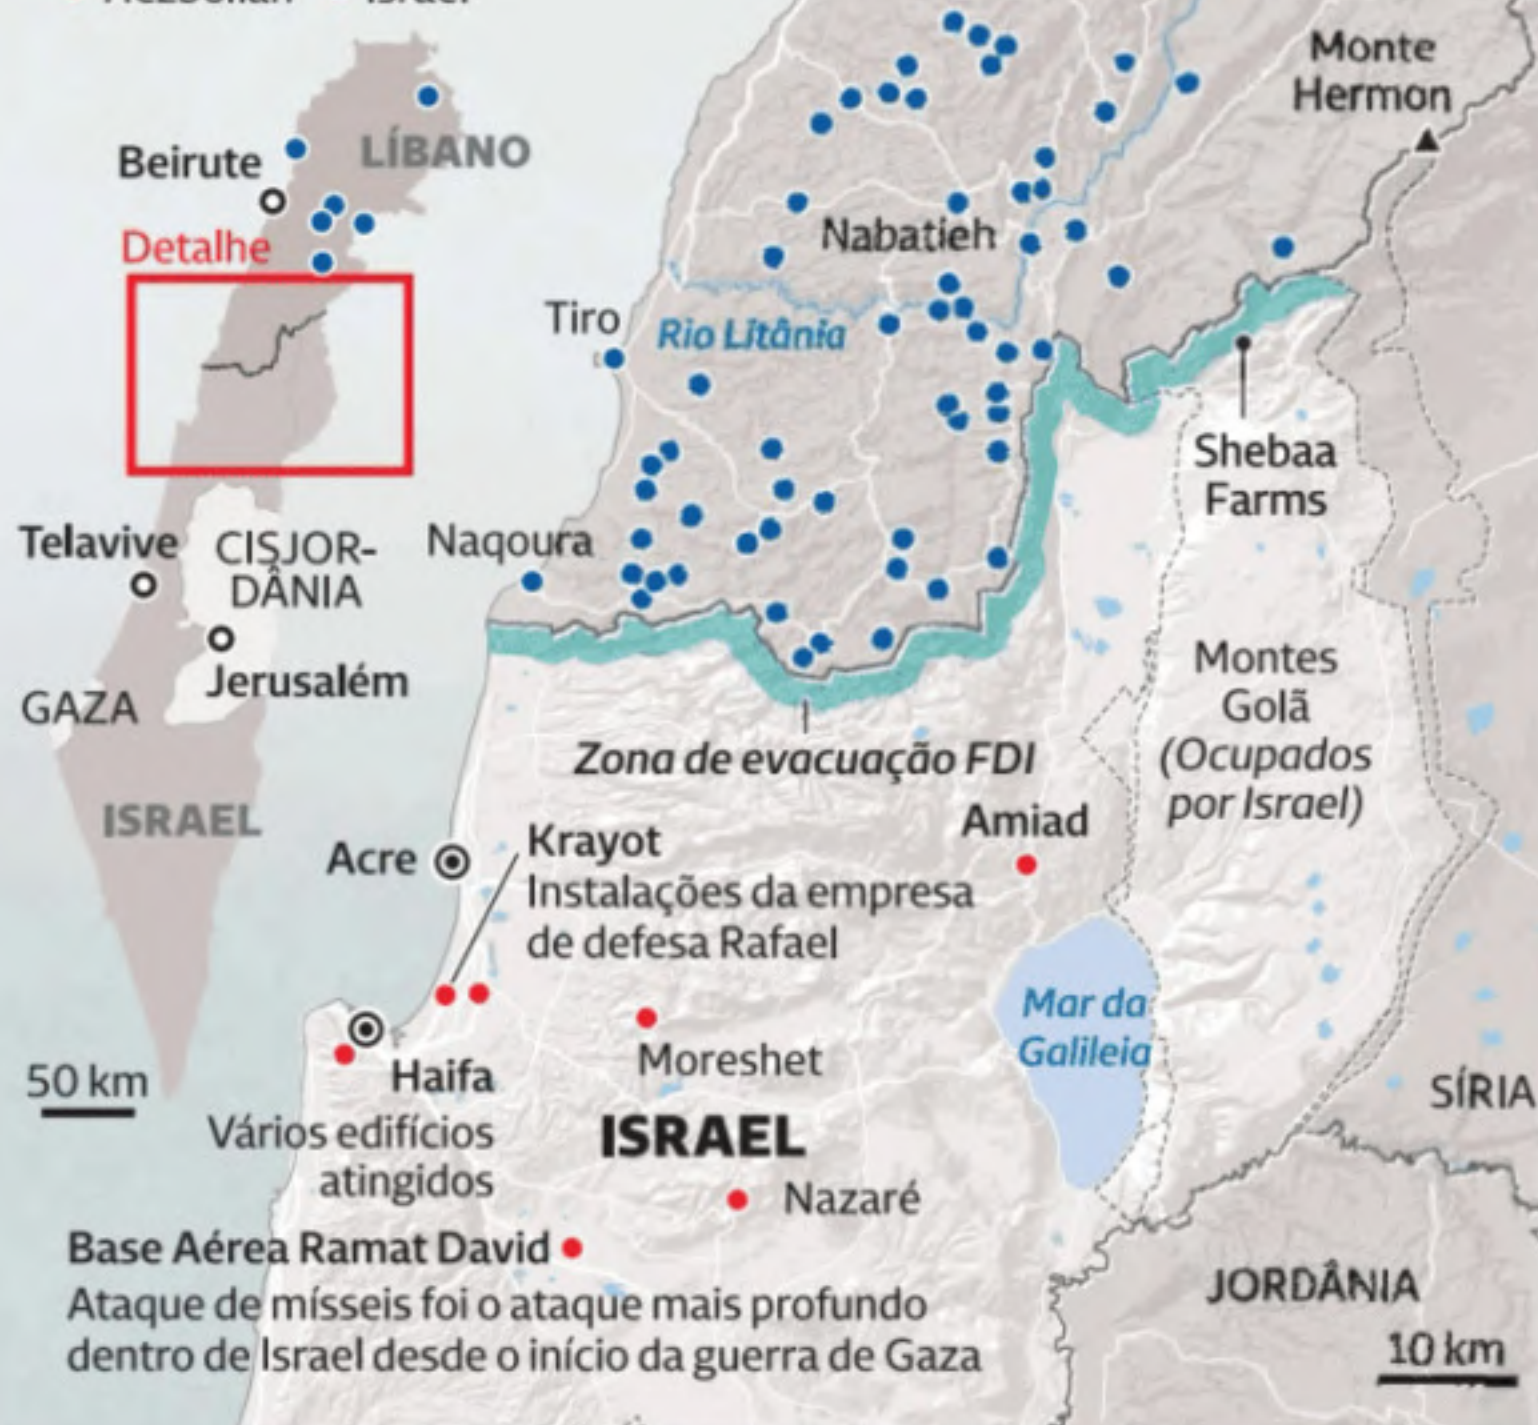 LÍBANO
Beirute
Detalhe
Telavive
CISJOR-
DÂNIA
Jerusalém
GAZA
ISRAEL
50 km
Monte
Hermon
Nabatieh
Tiro
Rio Litânia
Shebaa
Farms
Naqoura
Montes
Golã
(Ocupados
por Israel)
Zona de evacuação FDI
Amiad
Acre
Krayot
Instalações da empresa
de defesa Rafael
Mar da
Galileia
Moreshet
Haifa
Vários edifícios
atingidos
ISRAEL
SÍRIA
Nazaré
Base Aérea Ramat David
Ataque de mísseis foi o ataque mais profundo
dentro de Israel desde o início da guerra de Gaza
JORDÂNIA
10 km